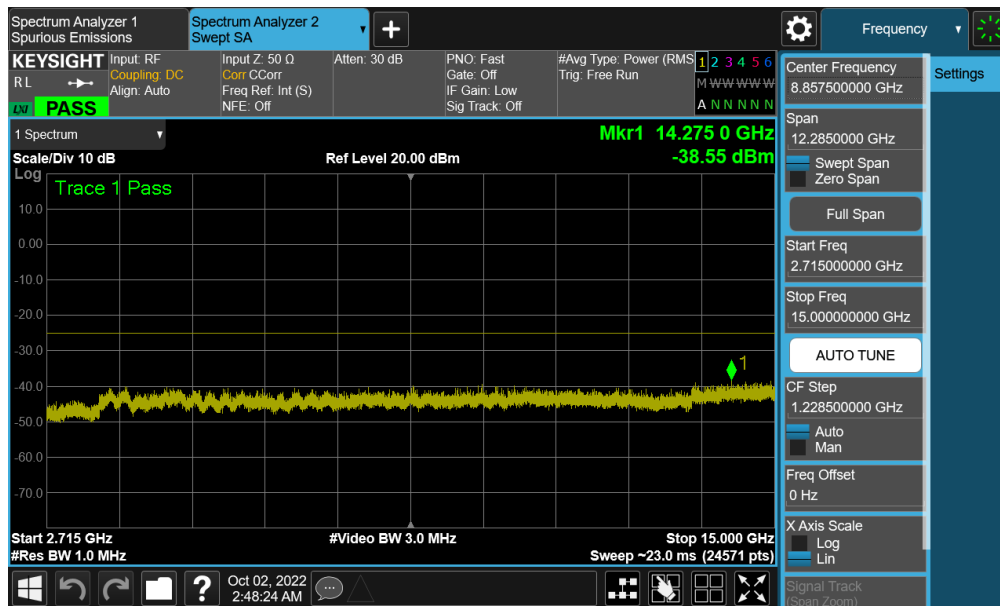 Spectrum Analyzer 1
Spurious Emissions
Spectrum Analyzer 2
Swept SA
Frequency
KEYSIGHT
R L
LXI PASS
Input: RF
Coupling: DC
Align: Auto
Input Z: 50 Ω
Corr CCorr
Freq Ref: Int (S)
NFE: Off
Atten: 30 dB
PNO: Fast
Gate: Off
IF Gain: Low
Sig Track: Off
#Avg Type: Power (RMS
Trig: Free Run
1 2 3 4 5 6
M W W W W W
A N N N N N
1 Spectrum
Scale/Div 10 dB
Ref Level 20.00 dBm
Mkr1 14.275 0 GHz
-38.55 dBm
Log
Trace 1 Pass
10.0
0.00
-10.0
-20.0
-30.0
-40.0
-50.0
-60.0
-70.0
1
Start 2.715 GHz
#Video BW 3.0 MHz
Stop 15.000 GHz
#Res BW 1.0 MHz
Sweep ~23.0 ms (24571 pts)
Center Frequency
8.857500000 GHz
Settings
Span
12.2850000 GHz
Swept Span
Zero Span
Full Span
Start Freq
2.715000000 GHz
Stop Freq
15.000000000 GHz
AUTO TUNE
CF Step
1.228500000 GHz
Auto
Man
Freq Offset
0 Hz
X Axis Scale
Log
Lin
Signal Track
(Span Zoom)
?
Oct 02, 2022
2:48:24 AM